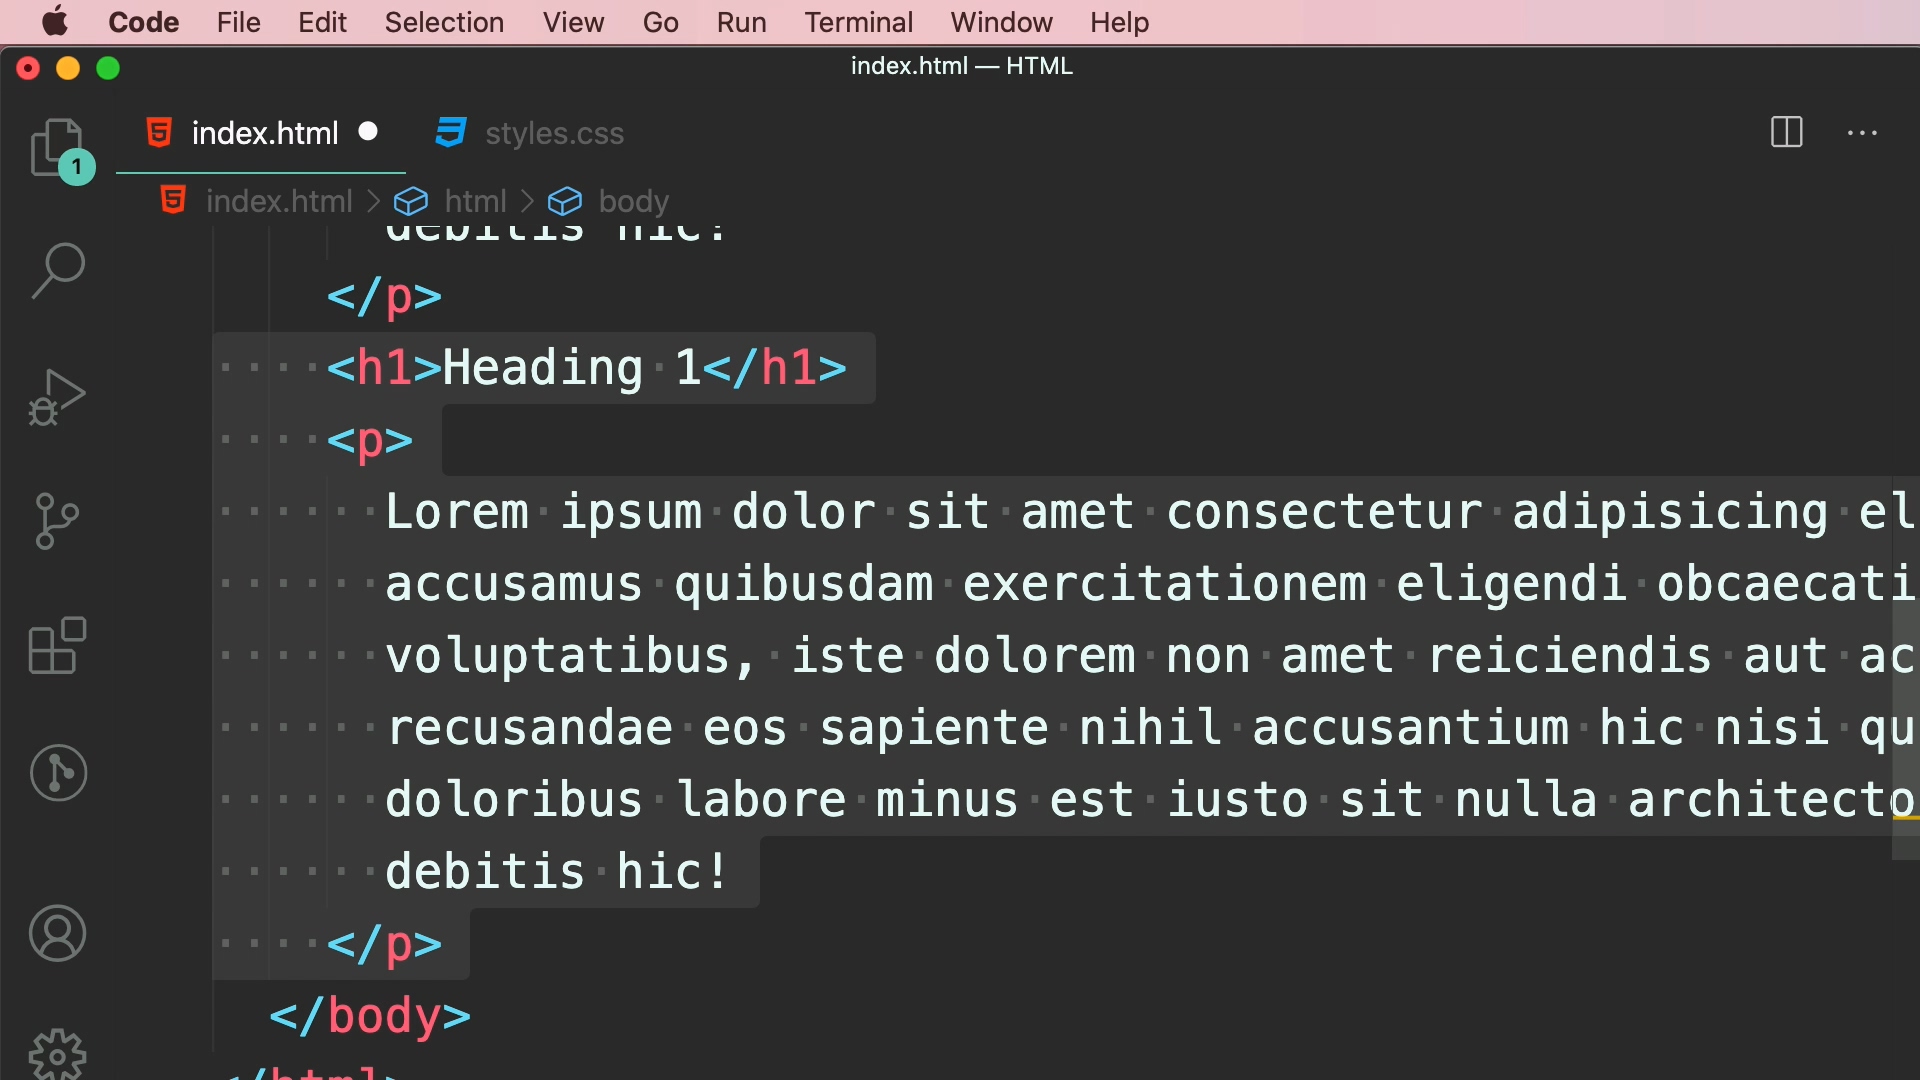 Code File Edit Selection View Go Run Terminal Window Help
index.html — HTML
index.html styles.css
1
index.html > html > body
debitis hic!
</p>
<h1>Heading 1</h1>
<p>
Lorem ipsum dolor sit amet consectetur adipisicing el
accusamus quibusdam exercitationem eligendi obcaecati
voluptatibus, iste dolorem non amet reiciendis aut ac
recusandae eos sapiente nihil accusantium hic nisi qu
doloribus labore minus est iusto sit nulla architecto
debitis hic!
</p>
</body>
</html>